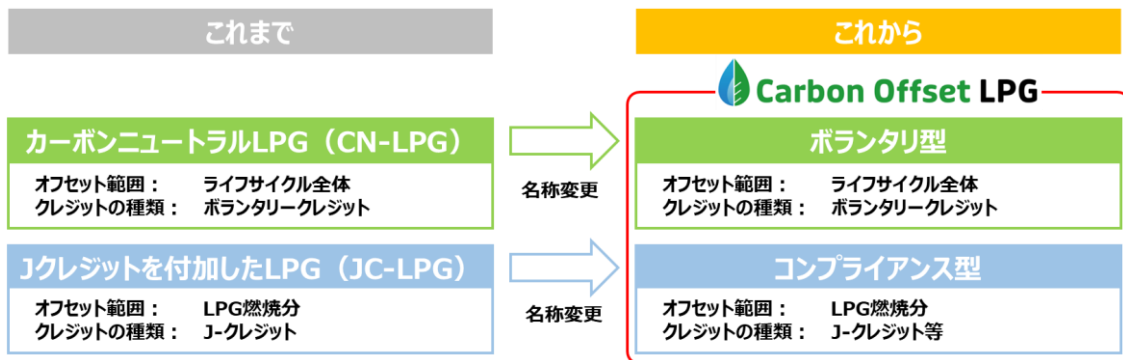 これまで
これから
Carbon Offset LPG
カーボンニュートラルLPG（CN-LPG）
オフセット範囲： ライフサイクル全体
クレジットの種類： ボランタリークレジット
名称変更
ボランタリ型
オフセット範囲： ライフサイクル全体
クレジットの種類： ボランタリークレジット
Jクレジットを付加したLPG（JC-LPG）
オフセット範囲： LPG燃焼分
クレジットの種類： J-クレジット
名称変更
コンプライアンス型
オフセット範囲： LPG燃焼分
クレジットの種類： J-クレジット等